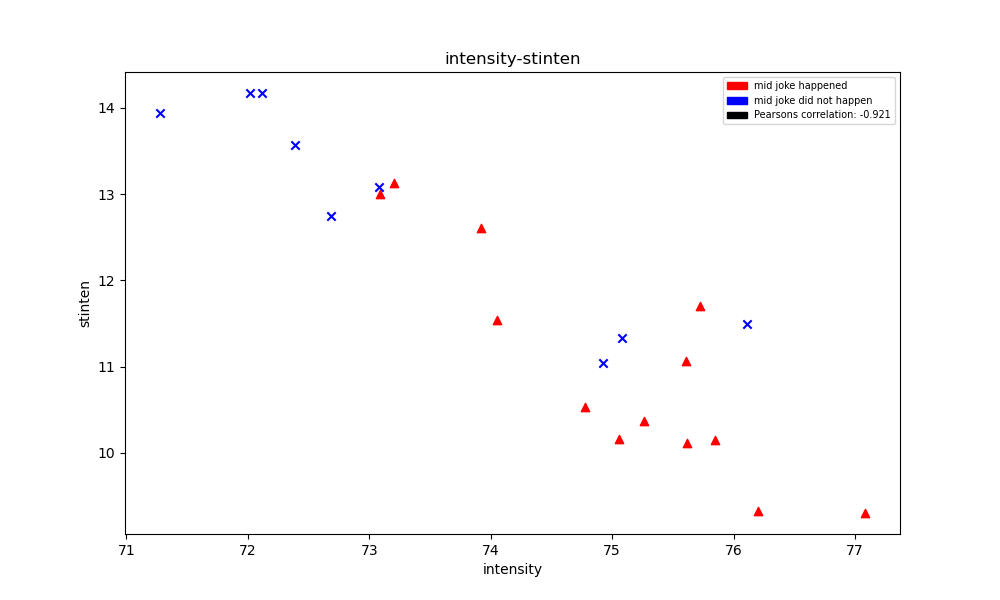 intensity-stinten
mid joke happened
mid joke did not happen
Pearsons correlation: -0.921
14
13
12
11
10
stinten
71 72 73 74 75 76 77
intensity